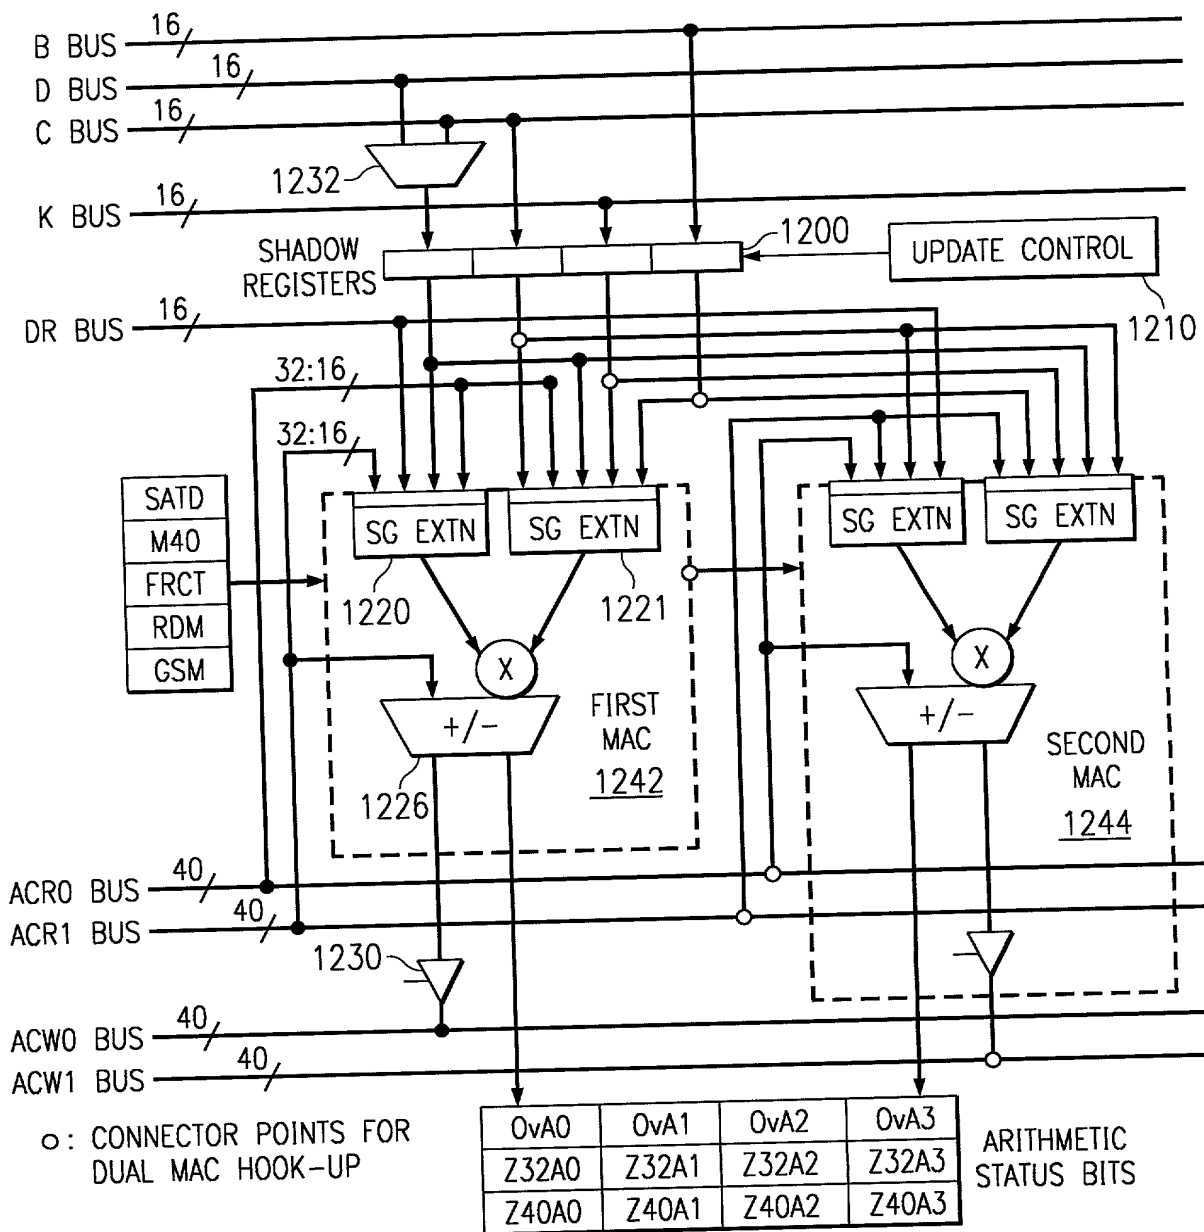 B BUS 16
D BUS 16
C BUS 16
1232
K BUS 16
SHADOW
REGISTERS
1200
UPDATE CONTROL
1210
DR BUS 16
32:16
32:16
SATD
M40
FRCT
RDM
GSM
SG EXTN
SG EXTN
SG EXTN
SG EXTN
1220
1221
X
X
+/-
+/-
FIRST
MAC
1242
SECOND
MAC
1244
1226
ACR0 BUS 40
ACR1 BUS 40
1230
ACW0 BUS 40
ACW1 BUS 40
o: CONNECTOR POINTS FOR
DUAL MAC HOOK-UP
OvA0 OvA1 OvA2 OvA3
Z32A0 Z32A1 Z32A2 Z32A3
Z40A0 Z40A1 Z40A2 Z40A3
ARITHMETIC
STATUS BITS